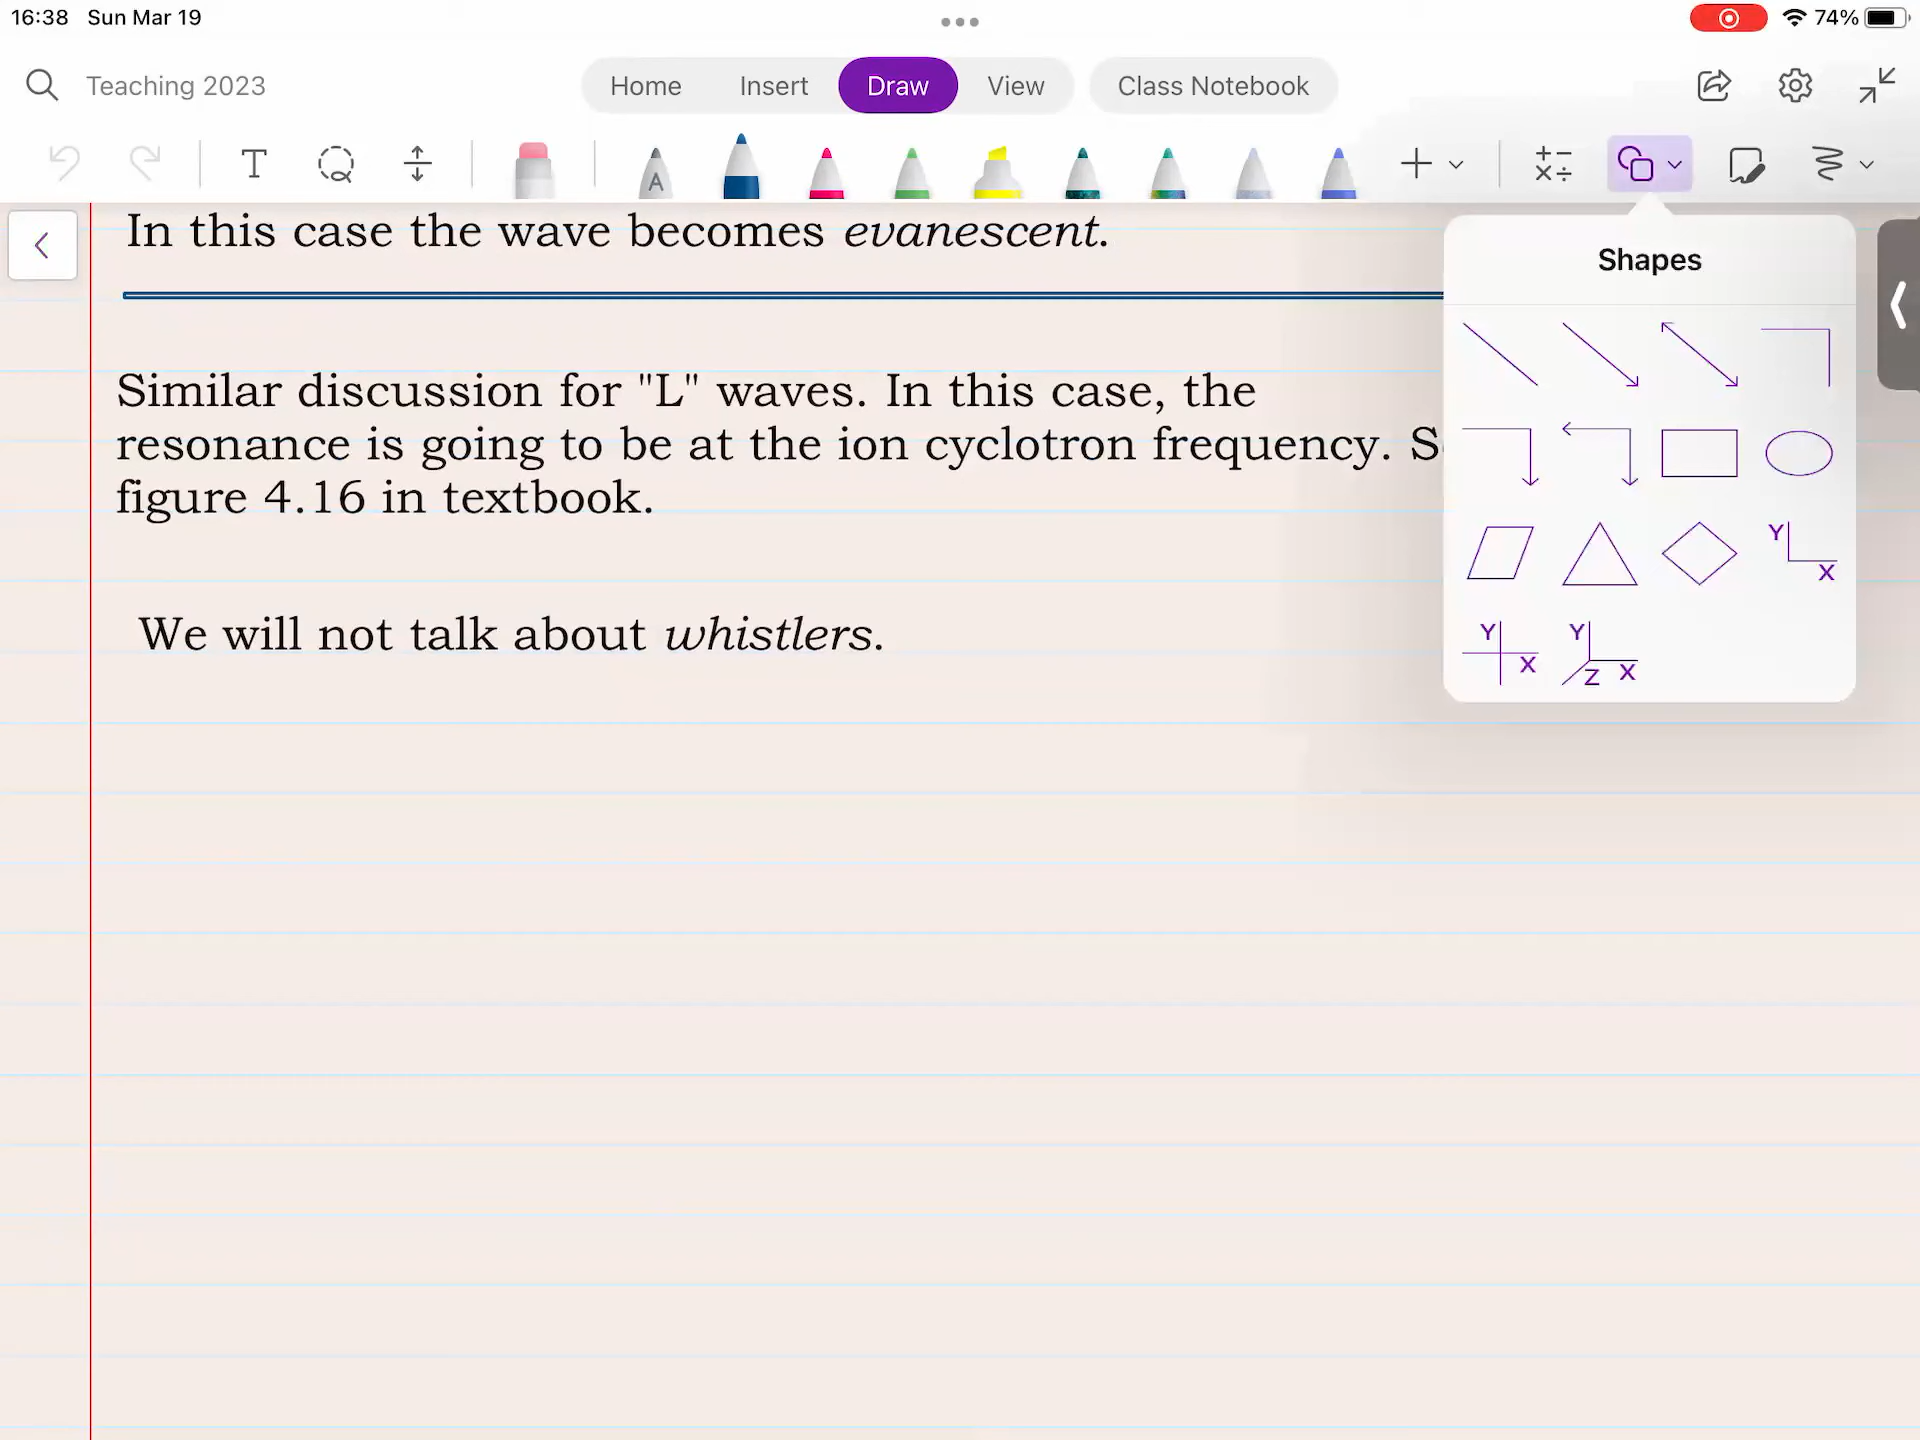 16:38 Sun Mar 19
74%
Teaching 2023
Home Insert Draw View Class Notebook
T
A
In this case the wave becomes evanescent.
Shapes
Similar discussion for "L" waves. In this case, the
resonance is going to be at the ion cyclotron frequency.
figure 4.16 in textbook.
We will not talk about whistlers.
Y
X
Y
X
Y
Z X